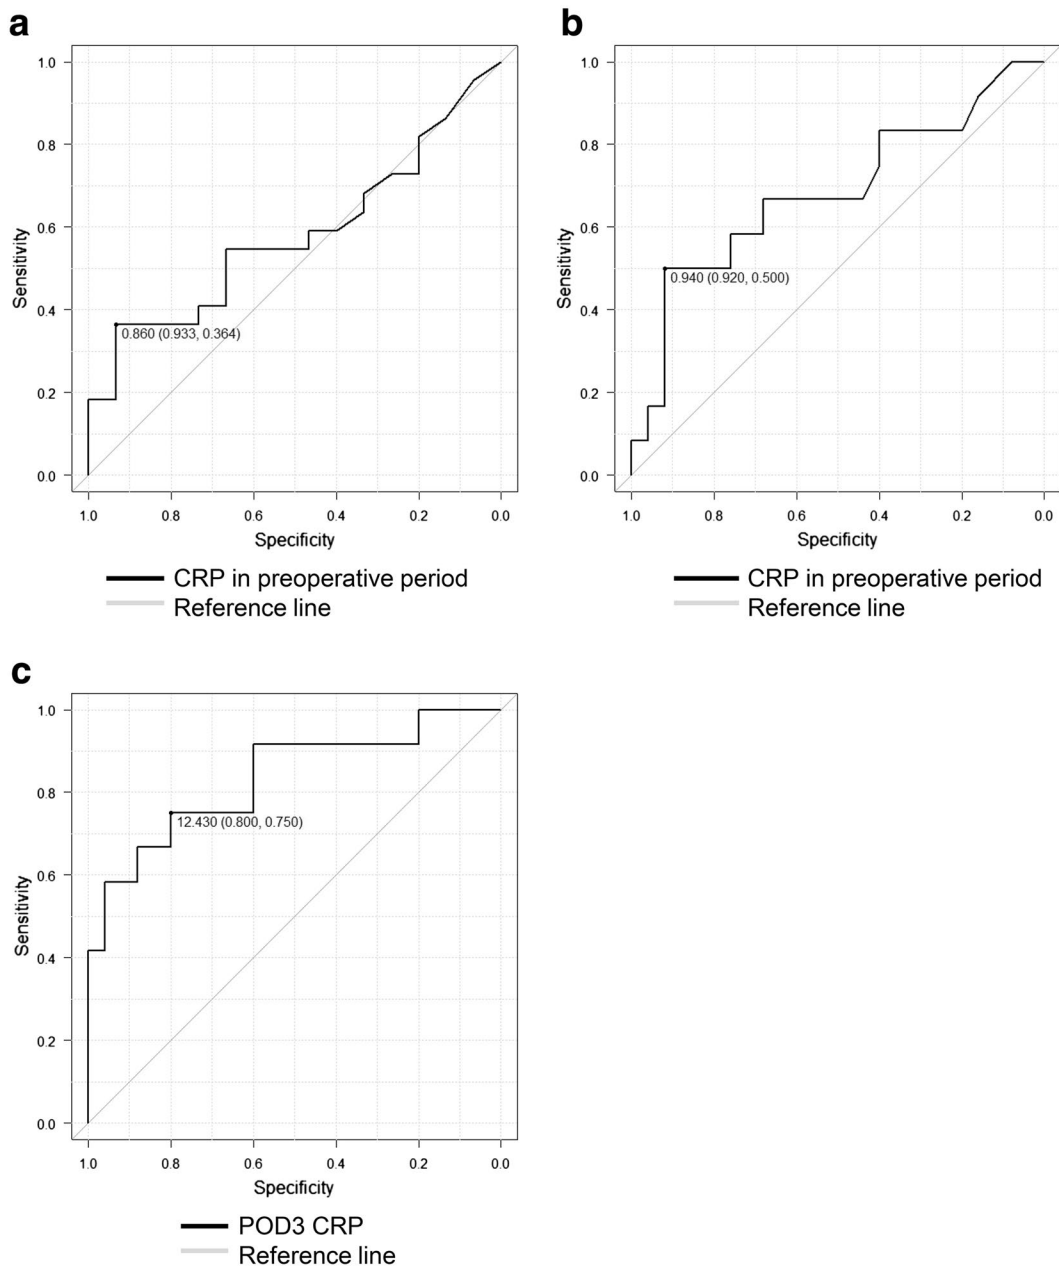 a
1.0
0.8
0.6
0.4
0.2
0.0
Sensitivity
0.860 (0.933, 0.364)
1.0 0.8 0.6 0.4 0.2 0.0
Specificity
CRP in preoperative period
Reference line
b
1.0
0.8
0.6
0.4
0.2
0.0
Sensitivity
0.940 (0.920, 0.500)
1.0 0.8 0.6 0.4 0.2 0.0
Specificity
CRP in preoperative period
Reference line
c
1.0
0.8
0.6
0.4
0.2
0.0
Sensitivity
12.430 (0.800, 0.750)
1.0 0.8 0.6 0.4 0.2 0.0
Specificity
POD3 CRP
Reference line